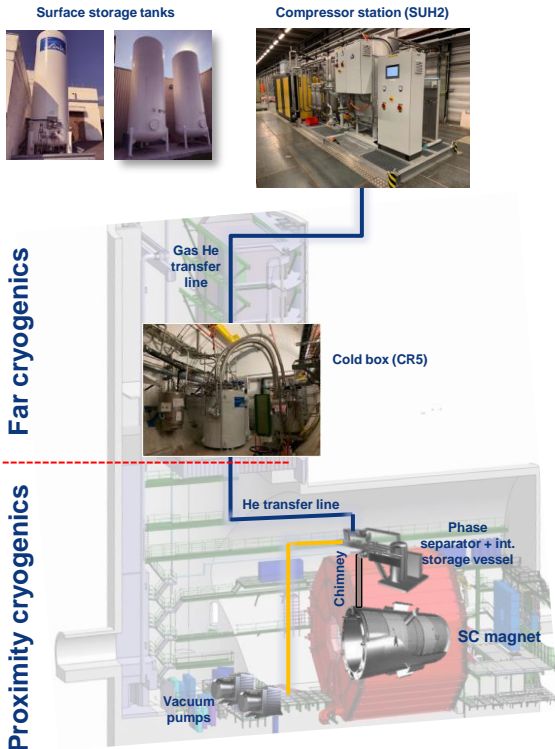 Surface storage tanks
Compressor station (SUH2)
Gas He
transfer
line
Far cryogenics
Cold box (CR5)
He transfer line
Phase
separator + int.
storage vessel
Chimney
SC magnet
Proximity cryogenics
Vacuum
pumps